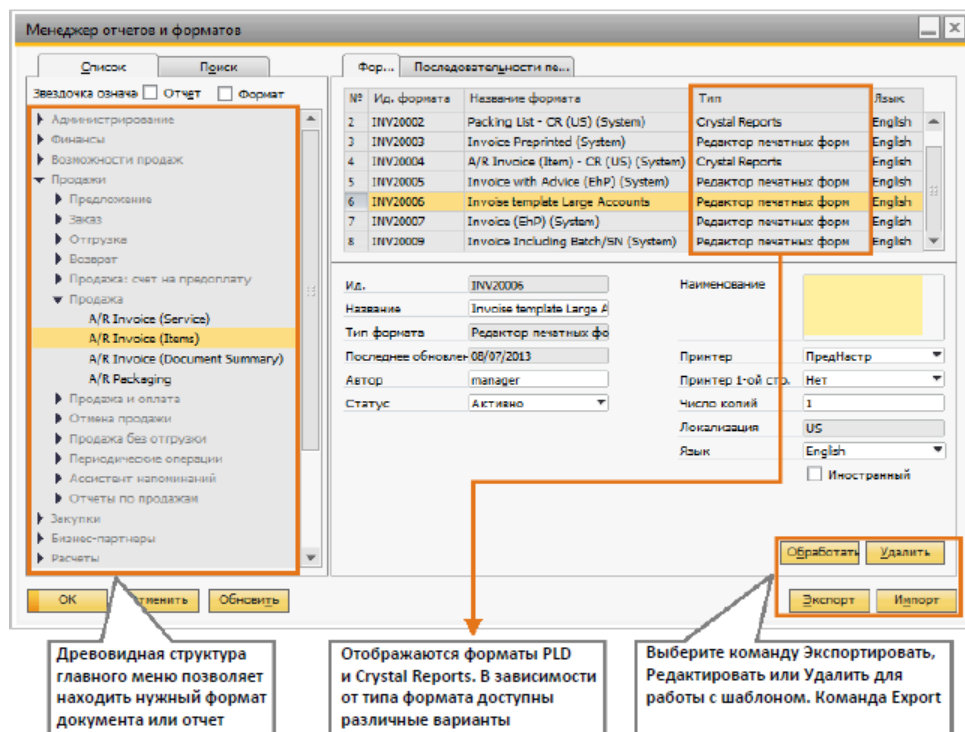 Менеджер отчетов и форматов
Список Поиск
Звездочка означа Отчет Формат
Администрирование
Финансы
Возможности продаж
Продажи
Предложение
Заказ
Отгрузка
Возврат
Продажа: счет на предоплату
Продажа
A/R Invoice (Service)
A/R Invoice (Items)
A/R Invoice (Document Summary)
A/R Packaging
Продажа и оплата
Отмена продажи
Продажа без отгрузки
Периодические операции
Ассистент напоминаний
Отчеты по продажам
Закупки
Бизнес-партнеры
Расчеты
Фор... Последовательности пе...
№ Ид. формата Название формата Тип Язык
2 INV20002 Packing List - CR (US) (System) Crystal Reports English
3 INV20003 Invoice Preprinted (System) Редактор печатных форм English
4 INV20004 A/R Invoice (Item) - CR (US) (System) Crystal Reports English
5 INV20005 Invoice with Advice (EhP) (System) Редактор печатных форм English
6 INV20006 Invoise template Large Accounts Редактор печатных форм English
7 INV20007 Invoice (EhP) (System) Редактор печатных форм English
8 INV20009 Invoice Including Batch/SN (System) Редактор печатных форм English
Ид. INV20006 Наименование
Название Invoise template Large A
Тип формата Редактор печатных фо
Последнее обновлен 08/07/2013 Принтер ПредНастр
Автор manager Принтер 1-ой стр. Нет
Статус Активно Число копий 1
Локализация US
Язык English
Иностранный
Обработать Удалить
OK тменить Обновить Экспорт Импорт
Древовидная структура
главного меню позволяет
находить нужный формат
документа или отчет
Отображаются форматы PLD
и Crystal Reports. В зависимости
от типа формата доступны
различные варианты
Выберите команду Экспортировать,
Редактировать или Удалить для
работы с шаблоном. Команда Export